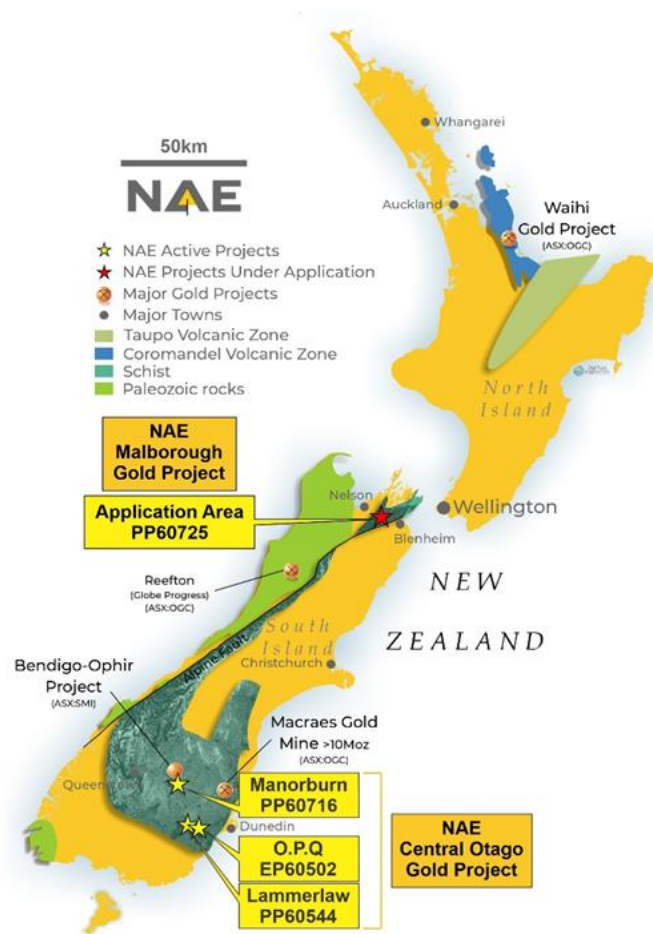 Whangarei
50km
NAE
Auckland
Waihi
Gold Project
(ASX:OGC)
NAE Active Projects
NAE Projects Under Application
Major Gold Projects
Major Towns
Taupo Volcanic Zone
Coromandel Volcanic Zone
Schist
Paleozoic rocks
North
Island
NAE
Malborough
Gold Project
Application Area
PP60725
Nelson
Wellington
Blenheim
Reefton
(Globe Progress)
(ASX:OGC)
NEW
ZEALAND
South
Island
Alpine Fault
Christchurch
Bendigo-Ophir
Project
(ASX:SMI)
Macraes Gold
Mine >10Moz
(ASX:OGC)
Manorburn
PP60716
Dunedin
O.P.Q
EP60502
Lammerlaw
PP60544
NAE
Central Otago
Gold Project